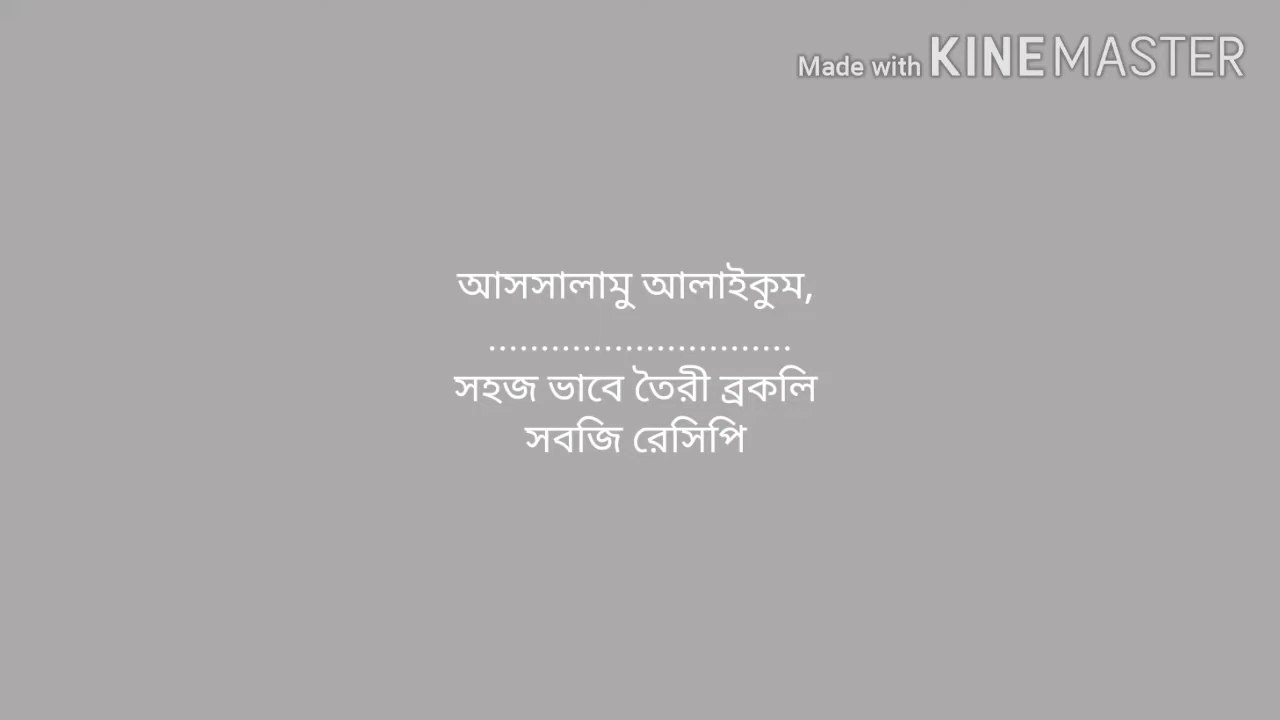 Made with KINEMASTER
আসসালামু আলাইকুম,
.............................
সহজ ভাবে তৈরী ব্রকলি
সবজি রেসিপি